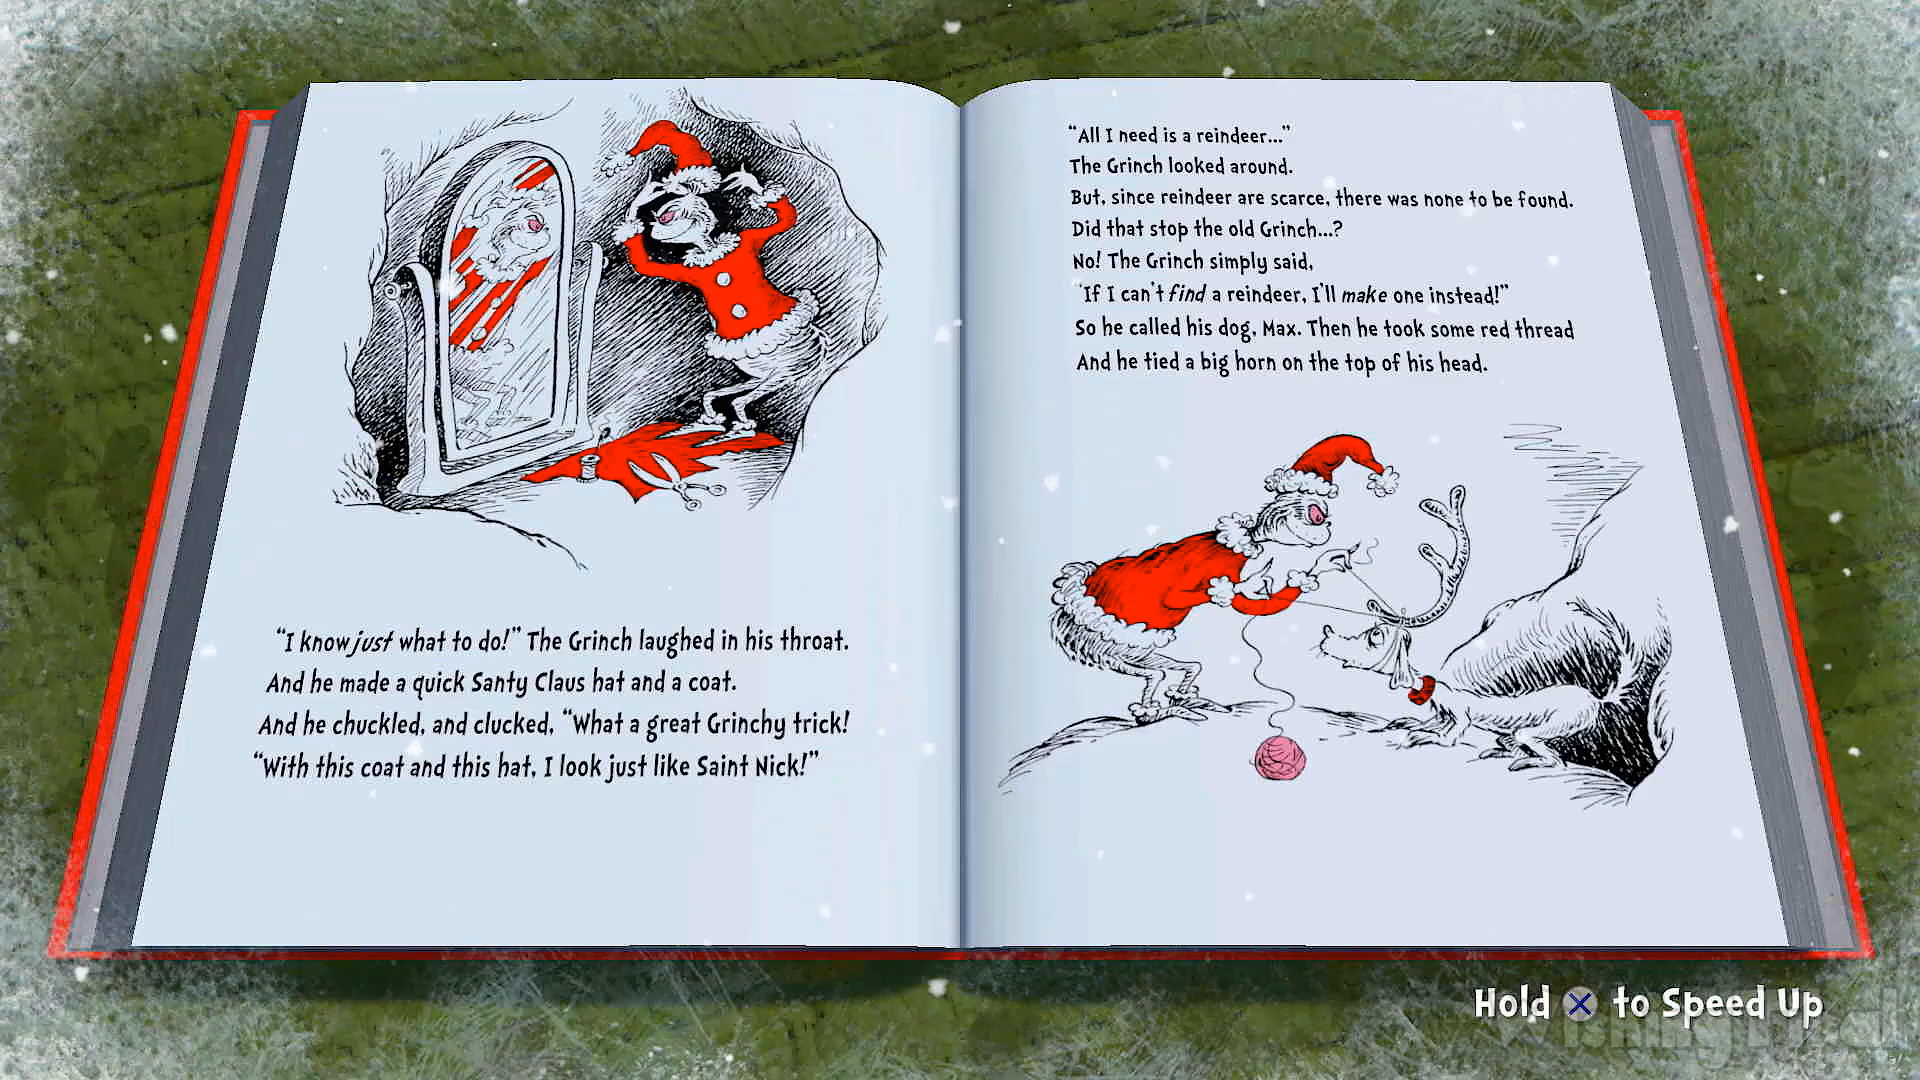 “I know just what to do!” The Grinch laughed in his throat.
And he made a quick Santy Claus hat and a coat.
And he chuckled, and clucked, “What a great Grinchy trick!
“With this coat and this hat, I look just like Saint Nick!”
“All I need is a reindeer...”
The Grinch looked around.
But, since reindeer are scarce, there was none to be found.
Did that stop the old Grinch...?
No! The Grinch simply said,
“If I can't find a reindeer, I'll make one instead!”
So he called his dog, Max. Then he took some red thread
And he tied a big horn on the top of his head.
Hold X to Speed Up